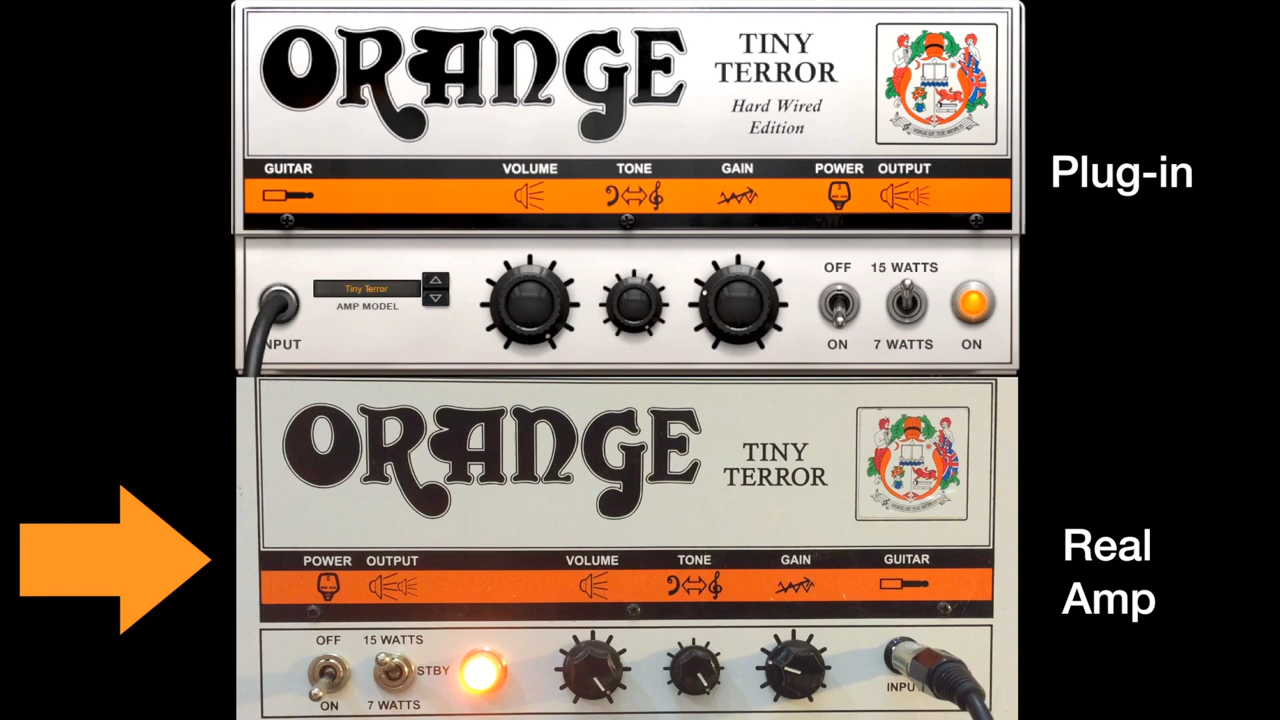 ORANGE
TINY
TERROR
Hard Wired
Edition
GUITAR VOLUME TONE GAIN POWER OUTPUT
Plug-in
OFF 15 WATTS
Tiny Terror
AMP MODEL
INPUT ON 7 WATTS ON
ORANGE
TINY
TERROR
POWER OUTPUT VOLUME TONE GAIN GUITAR
Real
Amp
OFF 15 WATTS
STBY
INPUT
ON 7 WATTS